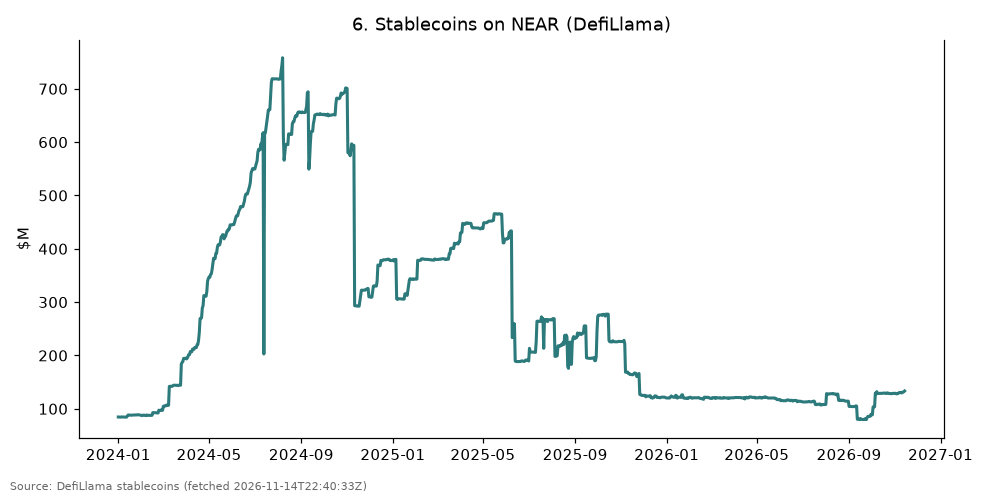 6. Stablecoins on NEAR (DefiLlama)
$M
700
600
500
400
300
200
100
2024-01 2024-05 2024-09 2025-01 2025-05 2025-09 2026-01 2026-05 2026-09 2027-01
Source: DefiLlama stablecoins (fetched 2026-11-14T22:40:33Z)